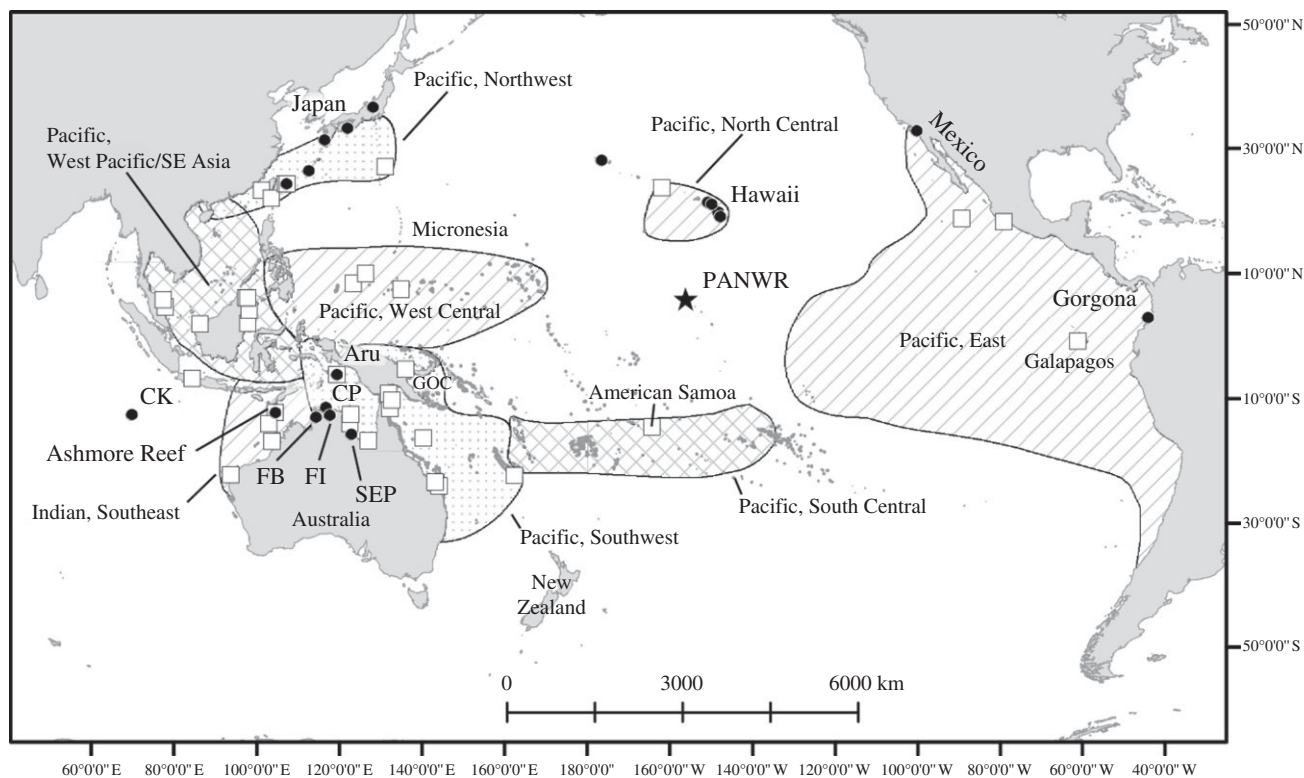 50°0'0"N
Pacific, Northwest
Japan
Pacific, North Central
Mexico
Pacific,
West Pacific/SE Asia
30°0'0"N
Hawaii
Micronesia
10°0'0"N
PANWR
Gorgona
Pacific, West Central
Pacific, East
Galapagos
Aru
GOC
American Samoa
CK
CP
10°0'0"S
Ashmore Reef
FB
FI
SEP
Indian, Southeast
Australia
Pacific, South Central
30°0'0"S
Pacific, Southwest
New
Zealand
50°0'0"S
0 3000 6000 km
60°0'0"E 80°0'0"E 100°0'0"E 120°0'0"E 140°0'0"E 160°0'0"E 180°0'0" 160°0'0"W 140°0'0"W 120°0'0"W 100°0'0"W 80°0'0"W 60°0'0"W 40°0'0"W